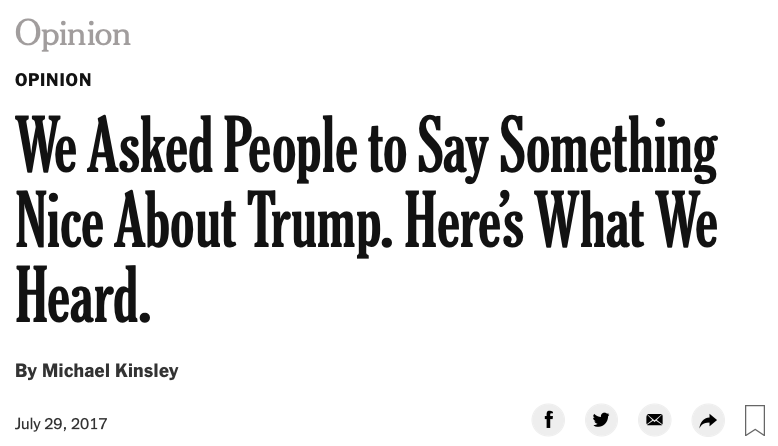 Opinion
OPINION
We Asked People to Say Something
Nice About Trump. Here’s What We
Heard.
By Michael Kinsley
July 29, 2017